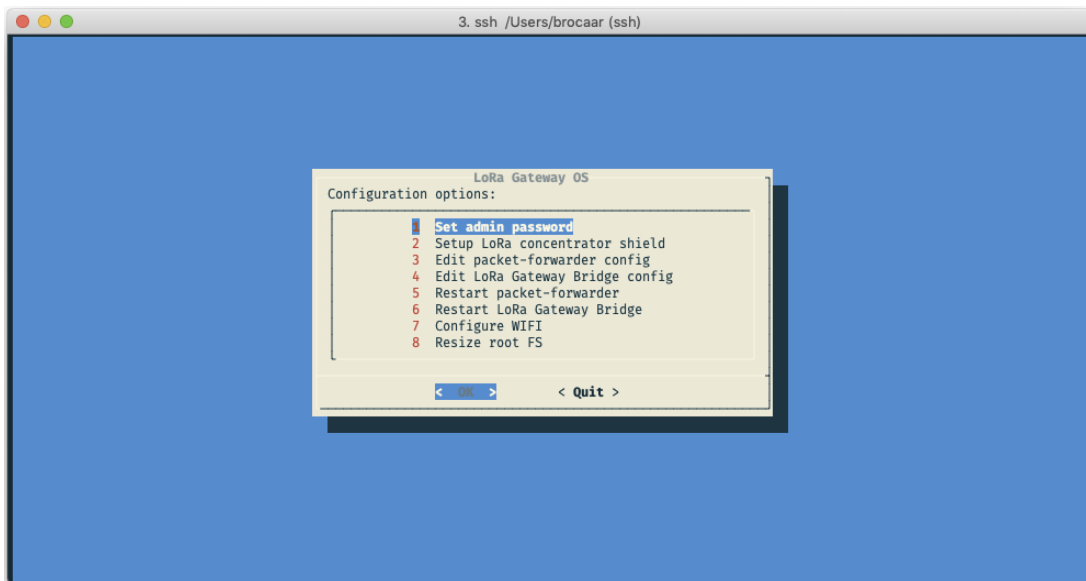 3. ssh /Users/brocaar (ssh)
LoRa Gateway OS
Configuration options:
1 Set admin password
2 Setup LoRa concentrator shield
3 Edit packet-forwarder config
4 Edit LoRa Gateway Bridge config
5 Restart packet-forwarder
6 Restart LoRa Gateway Bridge
7 Configure WIFI
8 Resize root FS
< OK > < Quit >